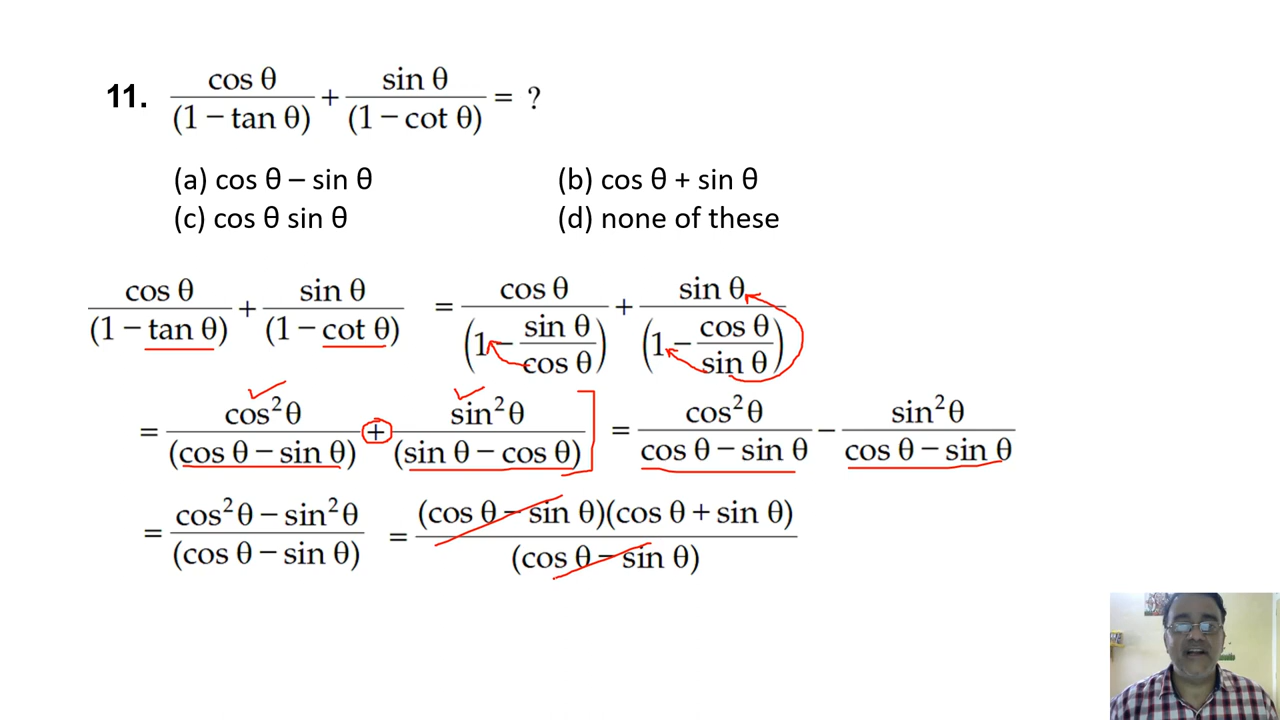 11. cos θ/(1 − tan θ) + sin θ/(1 − cot θ) = ?
(a) cos θ – sin θ (b) cos θ + sin θ
(c) cos θ sin θ (d) none of these
cos θ/(1 − tan θ) + sin θ/(1 − cot θ) = cos θ/(1 − sin θ/cos θ) + sin θ/(1 − cos θ/sin θ)
= cos²θ/(cos θ − sin θ) + sin²θ/(sin θ − cos θ) = cos²θ/cos θ − sin θ − sin²θ/cos θ − sin θ
= cos²θ − sin²θ/(cos θ − sin θ) = (cos θ − sin θ)(cos θ + sin θ)/(cos θ − sin θ)